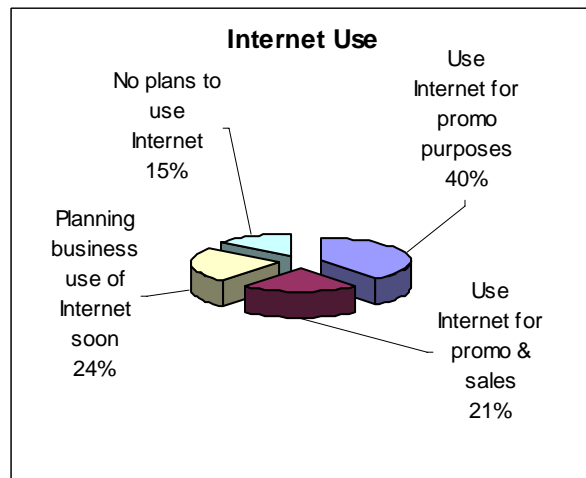 Internet Use
No plans to
use
Internet
15%
Use
Internet for
promo
purposes
40%
Planning
business
use of
Internet
soon
24%
Use
Internet for
promo &
sales
21%